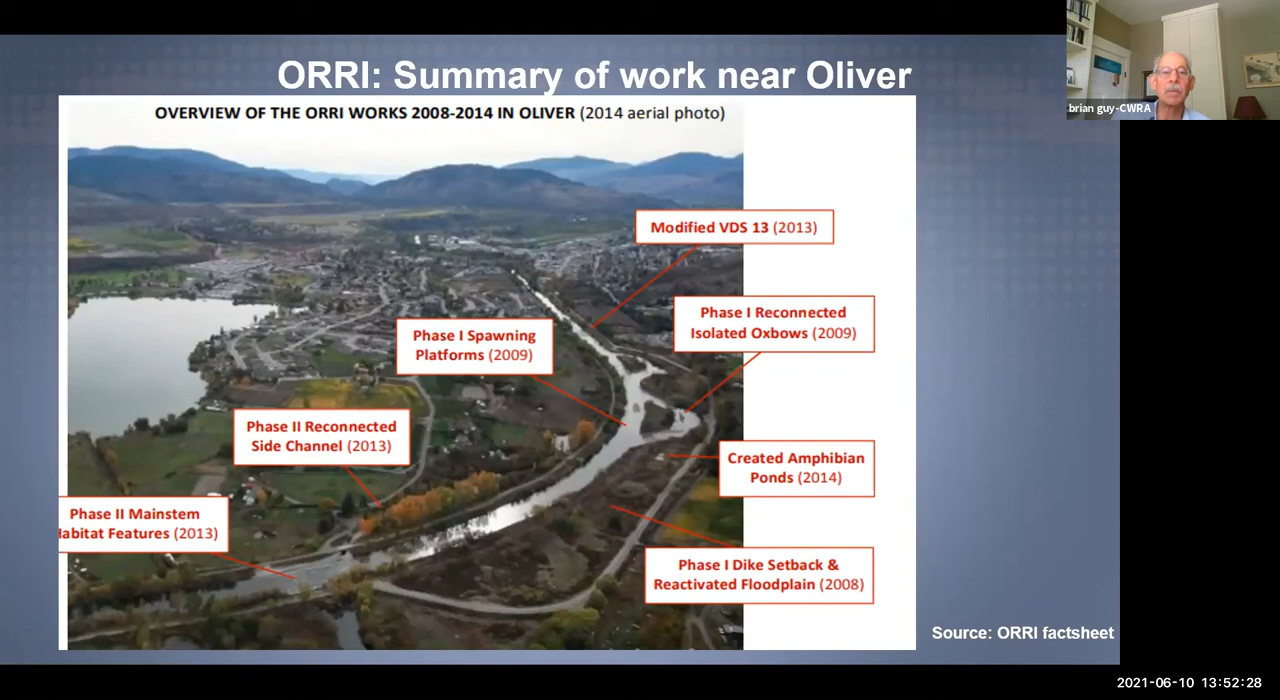 ORRI: Summary of work near Oliver
brian guy-CWRA
OVERVIEW OF THE ORRI WORKS 2008-2014 IN OLIVER (2014 aerial photo)
Modified VDS 13 (2013)
Phase I Reconnected
Isolated Oxbows (2009)
Phase I Spawning
Platforms (2009)
Phase II Reconnected
Side Channel (2013)
Created Amphibian
Ponds (2014)
Phase II Mainstem
Habitat Features (2013)
Phase I Dike Setback &
Reactivated Floodplain (2008)
Source: ORRI factsheet
2021-06-10 13:52:28